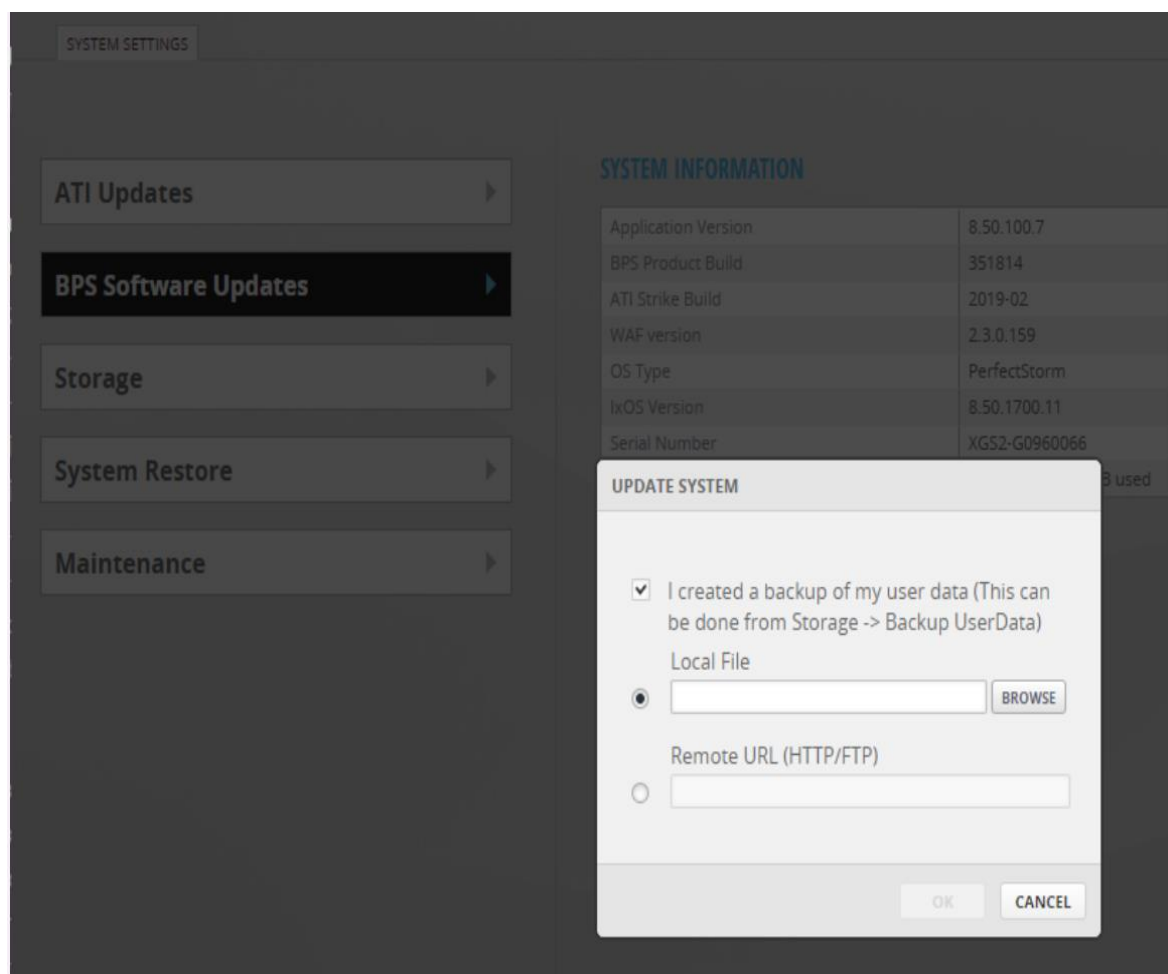 SYSTEM SETTINGS
ATI Updates
BPS Software Updates
Storage
System Restore
Maintenance
SYSTEM INFORMATION
Application Version 8.50.100.7
BPS Product Build 351814
ATI Strike Build 2019-02
WAF version 2.3.0.159
OS Type PerfectStorm
IxOS Version 8.50.1700.11
Serial Number XGS2-G0960066
used
UPDATE SYSTEM
I created a backup of my user data (This can
be done from Storage -> Backup UserData)
Local File
BROWSE
Remote URL (HTTP/FTP)
OK CANCEL